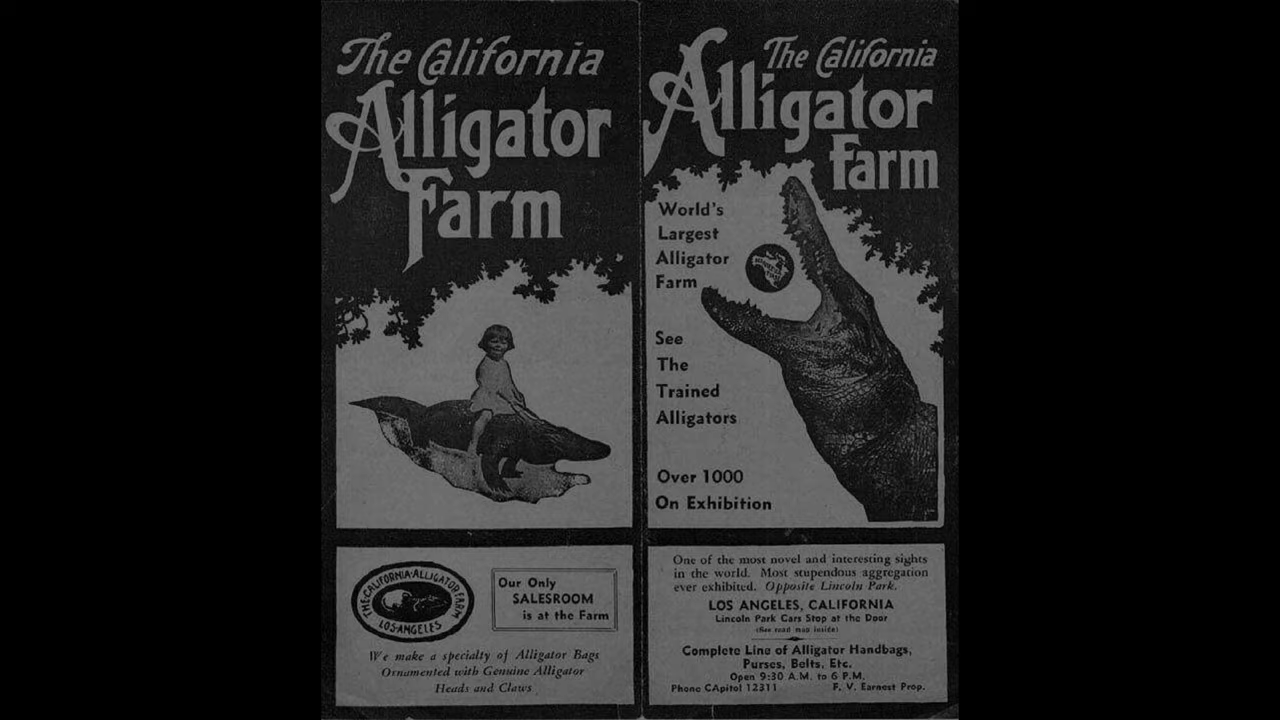 The California
Alligator
Farm
Our Only
SALESROOM
is at the Farm
THE·CALIFORNIA·ALLIGATOR·FARM
LOS·ANGELES
We make a specialty of Alligator Bags
Ornamented with Genuine Alligator
Heads and Claws
The California
Alligator
Farm
World's
Largest
Alligator
Farm
See
The
Trained
Alligators
Over 1000
On Exhibition
One of the most novel and interesting sights
in the world. Most stupendous aggregation
ever exhibited. Opposite Lincoln Park.
LOS ANGELES, CALIFORNIA
Lincoln Park Cars Stop at the Door
(See road map inside)
Complete Line of Alligator Handbags,
Purses, Belts, Etc.
Open 9:30 A.M. to 6 P.M.
Phone CApitol 12311 F. V. Earnest Prop.